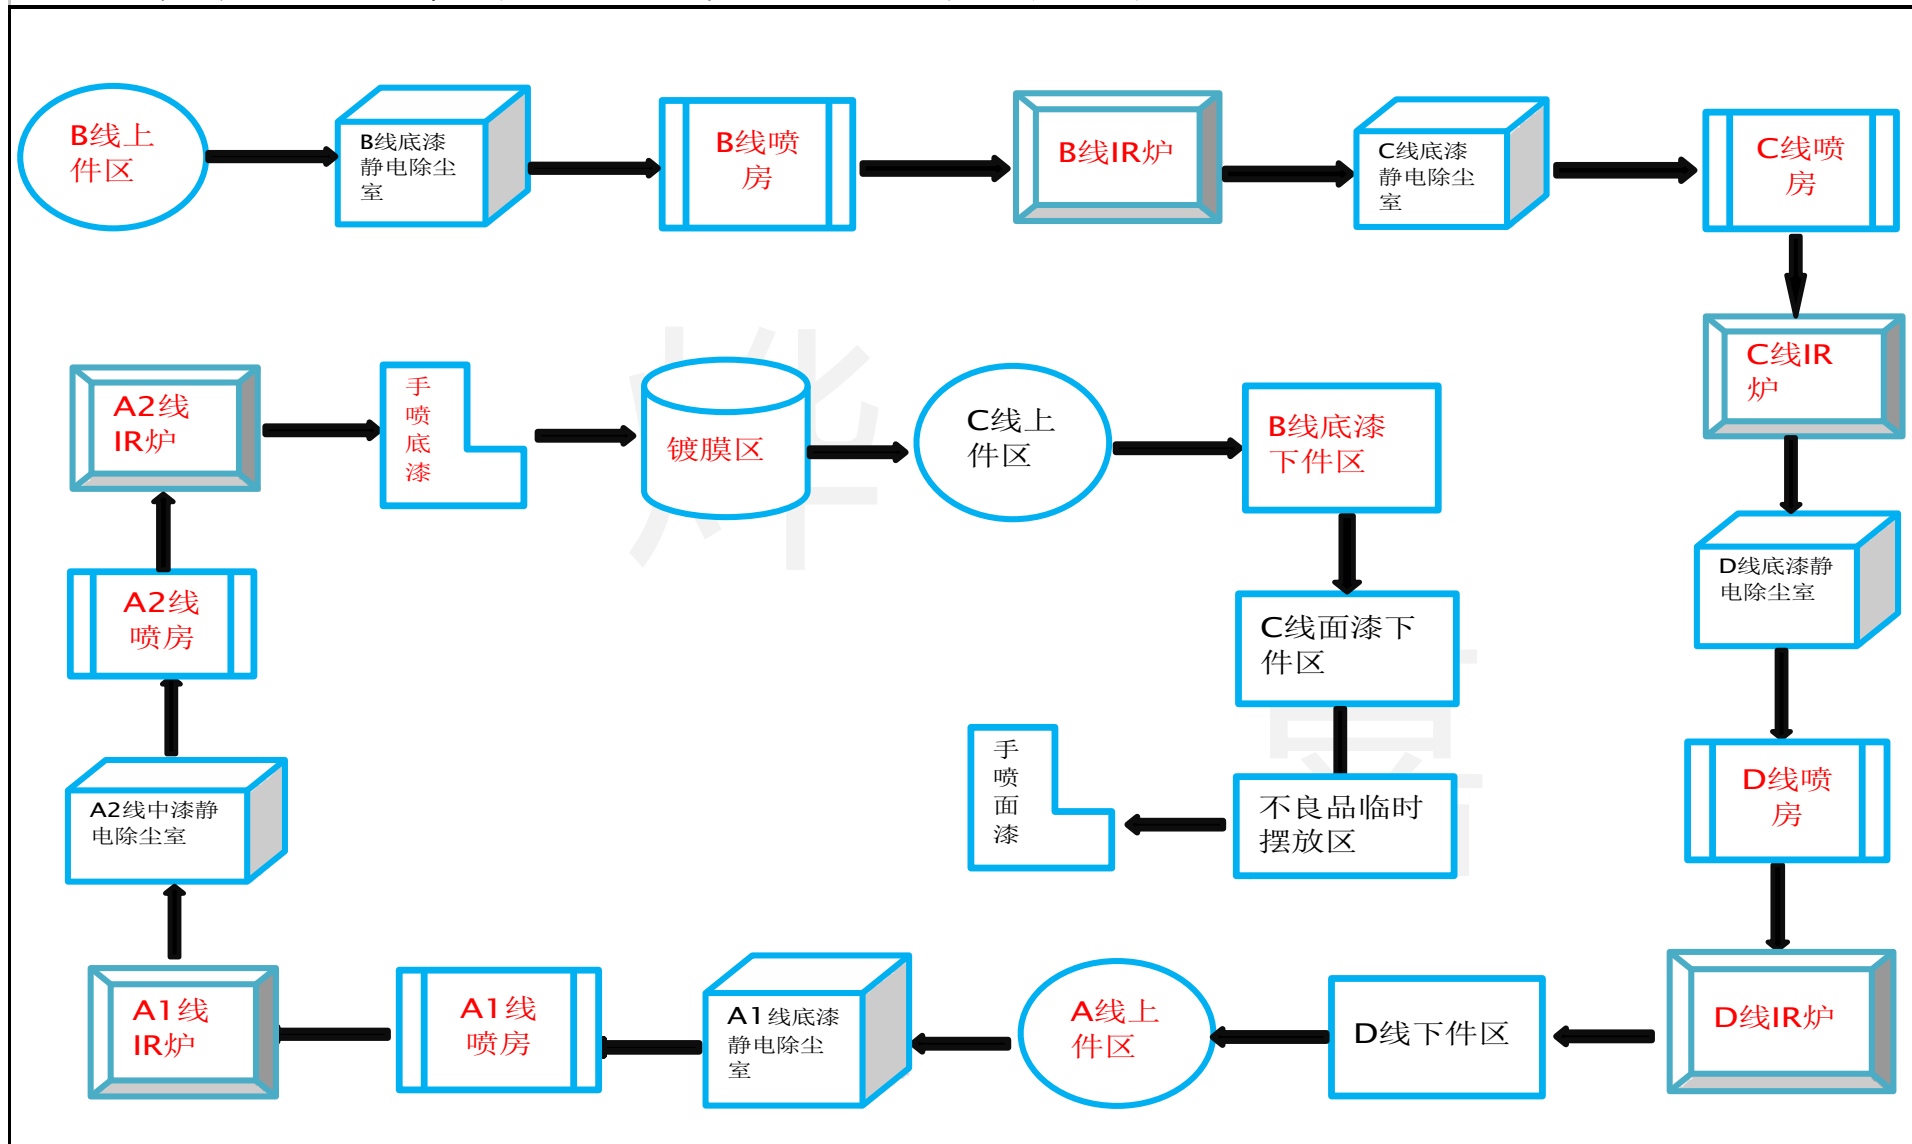 B线上
件区
B线底漆
静电除尘
室
B线喷
房
B线IR炉
C线底漆
静电除尘
室
C线喷
房
C线IR
炉
D线底漆静
电除尘室
D线喷
房
D线IR炉
D线下件区
A线上
件区
A1线底漆
静电除尘
室
A1线
喷房
A1线
IR炉
A2线中漆静
电除尘室
A2线
喷房
A2线
IR炉
手
喷
底
漆
镀膜区
C线上
件区
B线底漆
下件区
C线面漆下
件区
不良品临时
摆放区
手
喷
面
漆
烨